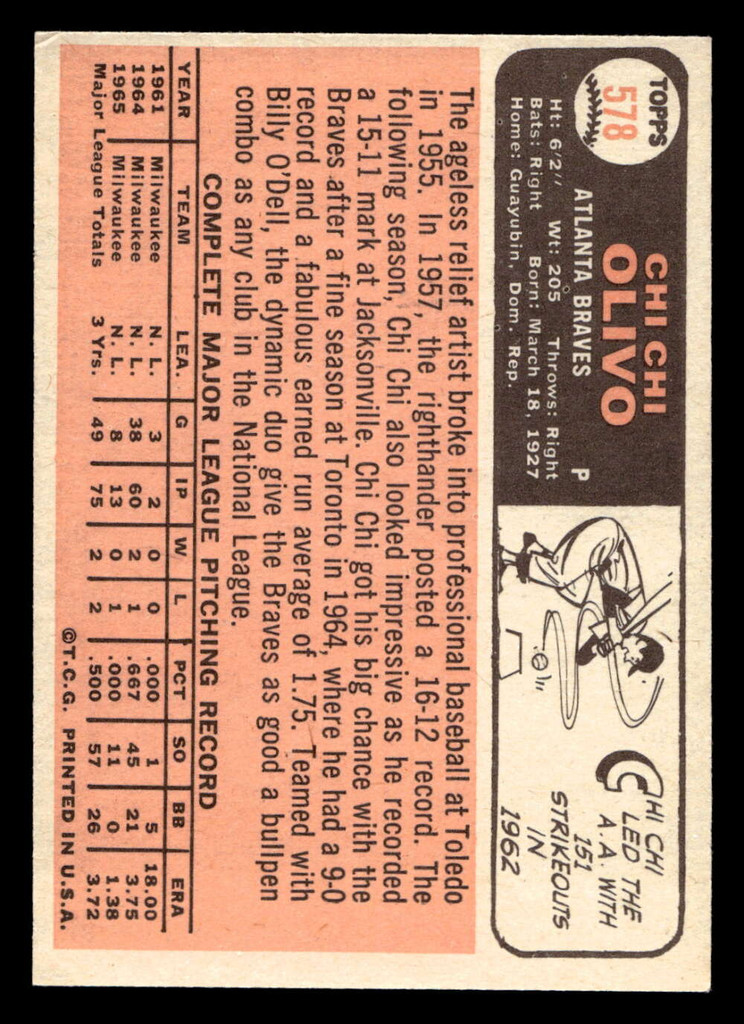 TOPPS
578
CHI CHI
OLIVO
ATLANTA BRAVES P
Ht: 6'2" Wt: 205 Throws: Right
Bats: Right Born: March 18, 1927
Home: Guayubin, Dom. Rep.
CHI CHI
LED THE
A.A. WITH
151
STRIKEOUTS
IN
1962
The ageless relief artist broke into professional baseball at Toledo
in 1955. In 1957, the righthander posted a 16-12 record. The
following season, Chi Chi also looked impressive as he recorded
a 15-11 mark at Jacksonville. Chi Chi got his big chance with the
Braves after a fine season at Toronto in 1964, where he had a 9-0
record and a fabulous earned run average of 1.75. Teamed with
Billy O'Dell, the dynamic duo give the Braves as good a bullpen
combo as any club in the National League.
COMPLETE MAJOR LEAGUE PITCHING RECORD
YEAR TEAM LEA. G IP W L PCT SO BB ERA
1961 Milwaukee N. L. 3 2 0 0 .000 1 5 18.00
1964 Milwaukee N. L. 38 60 2 1 .667 45 21 3.75
1965 Milwaukee N. L. 8 13 0 1 .000 11 0 1.38
Major League Totals 3 Yrs. 49 75 2 2 .500 57 26 3.72
©T.C.G. PRINTED IN U.S.A.